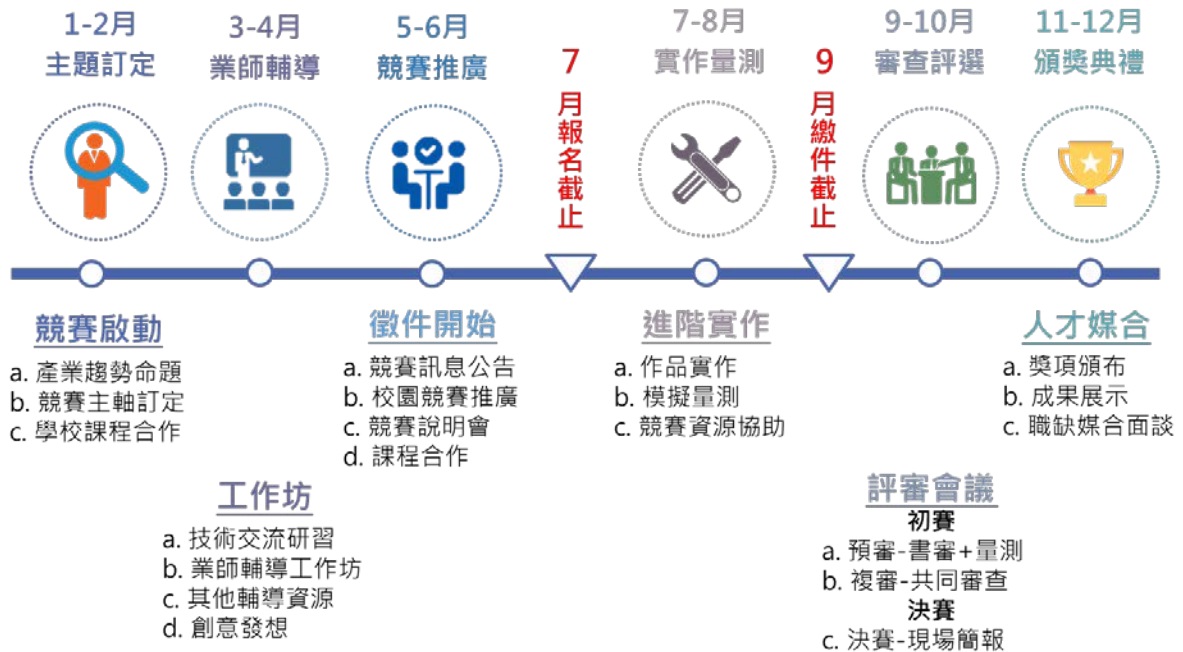 1-2月
主題訂定
3-4月
業師輔導
5-6月
競賽推廣
7
月報名截止
7-8月
實作量測
9
月繳件截止
9-10月
審查評選
11-12月
頒獎典禮
競賽啟動
a. 產業趨勢命題
b. 競賽主軸訂定
c. 學校課程合作
工作坊
a. 技術交流研習
b. 業師輔導工作坊
c. 其他輔導資源
d. 創意發想
徵件開始
a. 競賽訊息公告
b. 校園競賽推廣
c. 競賽說明會
d. 課程合作
進階實作
a. 作品實作
b. 模擬量測
c. 競賽資源協助
評審會議
初賽
a. 預審-書審+量測
b. 複審-共同審查
決賽
c. 決賽-現場簡報
人才媒合
a. 獎項頒布
b. 成果展示
c. 職缺媒合面談